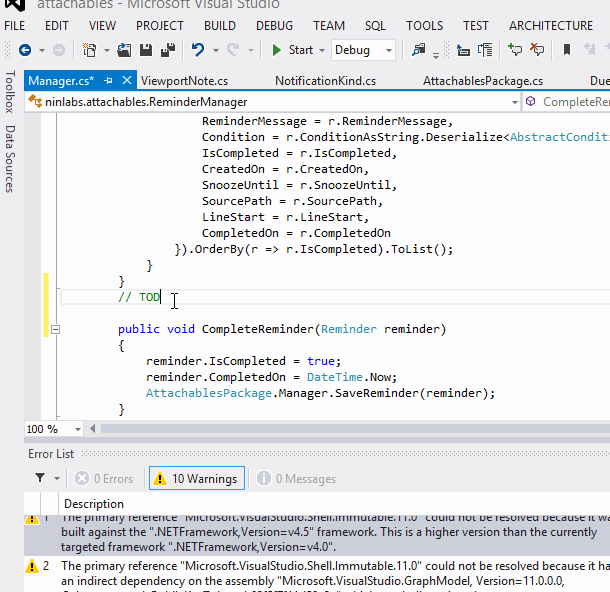 attachables - Microsoft Visual Studio
FILE EDIT VIEW PROJECT BUILD DEBUG TEAM SQL TOOLS TEST ARCHITECTURE
Start Debug
Toolbox
Data Sources
Manager.cs* ViewportNote.cs NotificationKind.cs AttachablesPackage.cs Due
ninlabs.attachables.ReminderManager CompleteRe
ReminderMessage = r.ReminderMessage,
Condition = r.ConditionAsString.Deserialize<AbstractConditi
IsCompleted = r.IsCompleted,
CreatedOn = r.CreatedOn,
SnoozeUntil = r.SnoozeUntil,
SourcePath = r.SourcePath,
LineStart = r.LineStart,
CompletedOn = r.CompletedOn
}).OrderBy(r => r.IsCompleted).ToList();
}
}
// TOD
public void CompleteReminder(Reminder reminder)
{
reminder.IsCompleted = true;
reminder.CompletedOn = DateTime.Now;
AttachablesPackage.Manager.SaveReminder(reminder);
}
100 %
Error List
0 Errors 10 Warnings 0 Messages
Description
1 The primary reference "Microsoft.VisualStudio.Shell.Immutable.11.0" could not be resolved because it wa
built against the ".NETFramework,Version=v4.5" framework. This is a higher version than the currently
targeted framework ".NETFramework,Version=v4.0".
2 The primary reference "Microsoft.VisualStudio.Shell.Immutable.11.0" could not be resolved because it ha
an indirect dependency on the assembly "Microsoft.VisualStudio.GraphModel, Version=11.0.0.0,